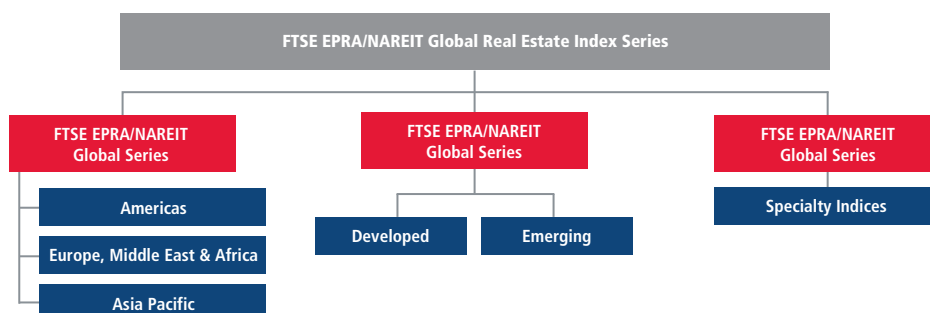 FTSE EPRA/NAREIT Global Real Estate Index Series
FTSE EPRA/NAREIT
Global Series
Americas
Europe, Middle East & Africa
Asia Pacific
FTSE EPRA/NAREIT
Global Series
Developed
Emerging
FTSE EPRA/NAREIT
Global Series
Specialty Indices